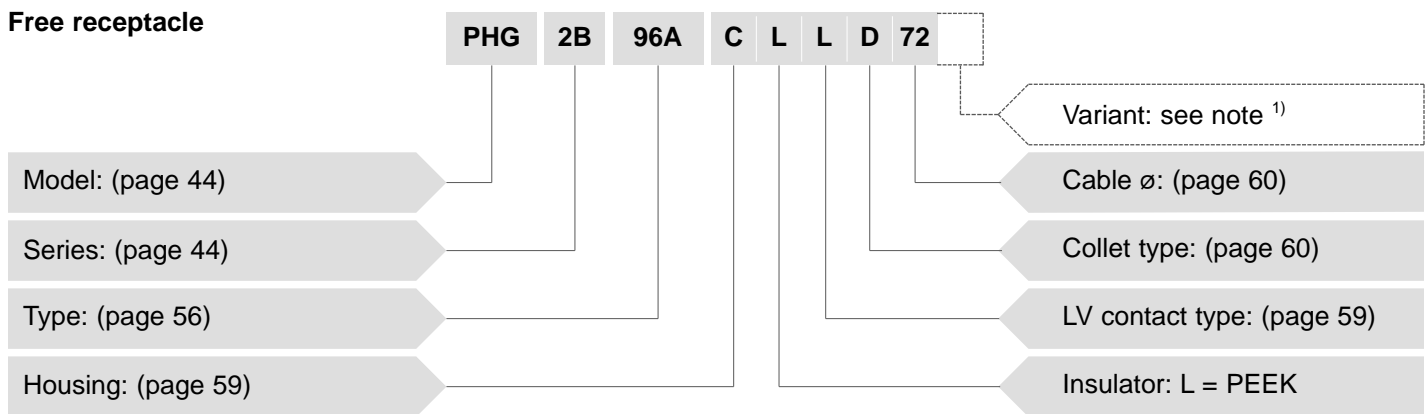 Free receptacle
PHG 2B 96A C L L D 72
Variant: see note 1)
Model: (page 44)
Cable ø: (page 60)
Series: (page 44)
Collet type: (page 60)
Type: (page 56)
LV contact type: (page 59)
Housing: (page 59)
Insulator: L = PEEK